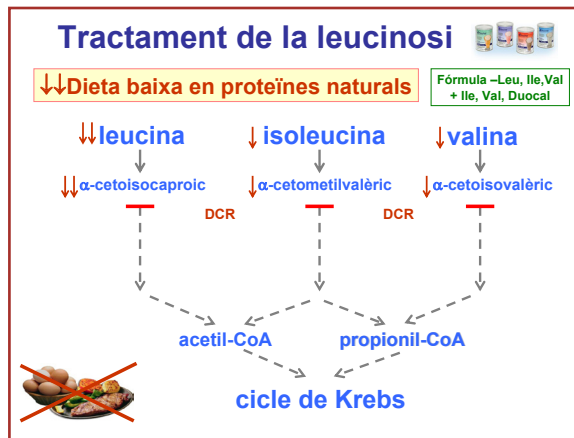 Tractament de la leucinosi
↓↓Dieta baixa en proteïnes naturals
Fórmula –Leu, Ile,Val
+ Ile, Val, Duocal
↓↓leucina ↓ isoleucina ↓ valina
↓↓α-cetoisocaproic ↓α-cetometilvalèric ↓α-cetoisovalèric
DCR DCR
acetil-CoA propionil-CoA
cicle de Krebs